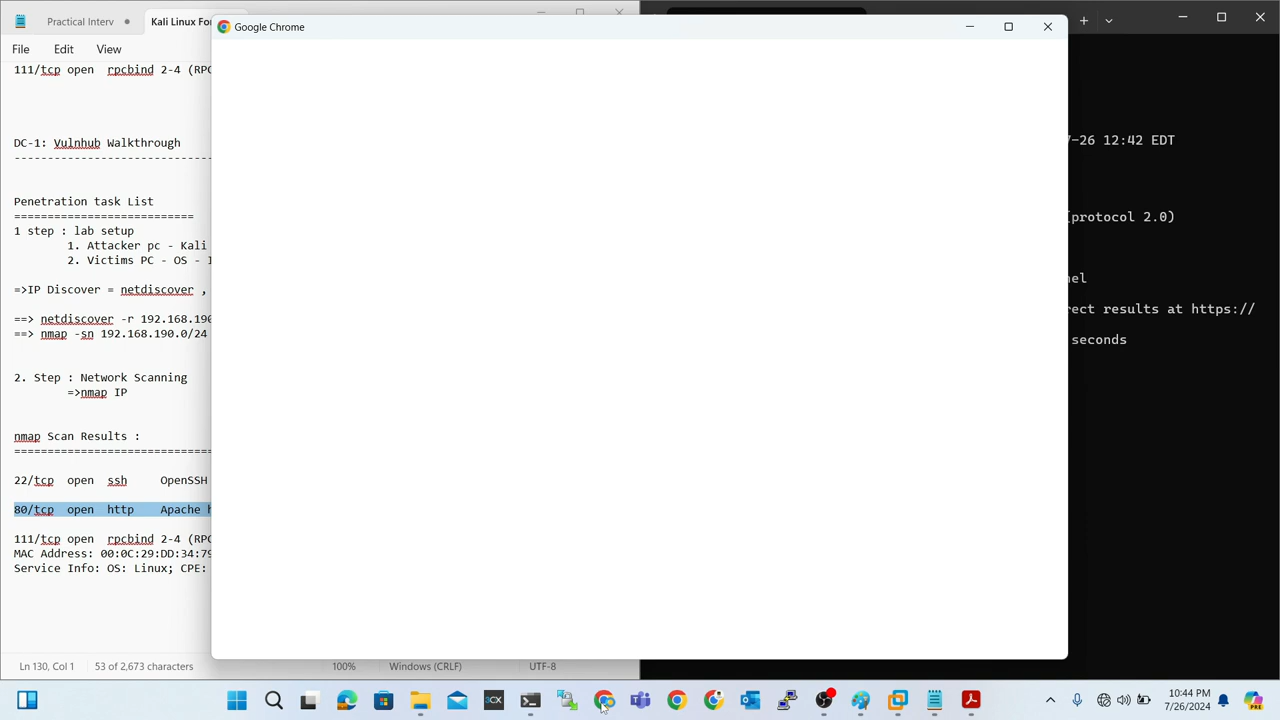 Practical Interv
Kali Linux For
Google Chrome
File
Edit
View
111/tcp open  rpcbind 2-4 (RPC
DC-1: Vulnhub Walkthrough
-----------------------------
Penetration task List
===========================
1 step : lab setup
1. Attacker pc - Kali
2. Victims PC - OS -
=>IP Discover = netdiscover ,
==> netdiscover -r 192.168.190
==> nmap -sn 192.168.190.0/24
2. Step : Network Scanning
=>nmap IP
nmap Scan Results :
==============================
22/tcp  open  ssh     OpenSSH
80/tcp  open  http    Apache h
111/tcp open  rpcbind 2-4 (RPC
MAC Address: 00:0C:29:DD:34:79
Service Info: OS: Linux; CPE:
Ln 130, Col 1
53 of 2,673 characters
100%
Windows (CRLF)
UTF-8
-26 12:42 EDT
protocol 2.0)
nel
rect results at https://
seconds
3CX
10:44 PM
7/26/2024
PRE